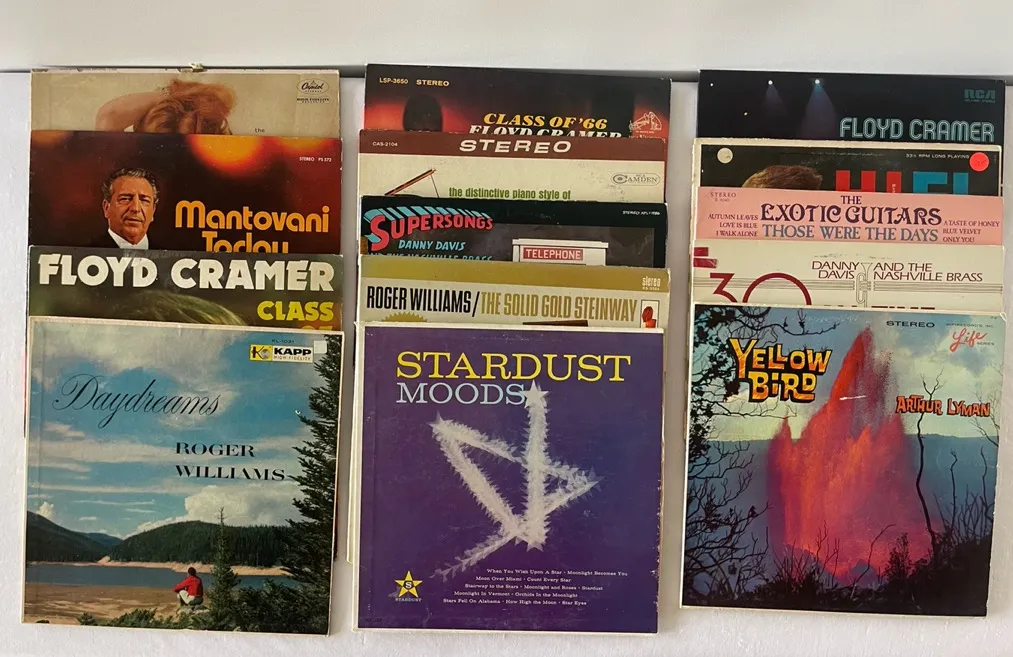 Capitol
the
STEREO PS 572
Mantovani
Today
FLOYD CRAMER
CLASS
KL-1081
KAPP
HIGH FIDELITY
Daydreams
ROGER
WILLIAMS
LSP-3650 STEREO
CLASS OF '66
FLOYD CRAMER
CAS-2104
STEREO
CAMDEN
the distinctive piano style of
SUPERSONGS
DANNY DAVIS
TELEPHONE
stereo
ROGER WILLIAMS/THE SOLID GOLD STEINWAY
STARDUST
MOODS
When You Wish Upon A Star • Moonlight Becomes You
Moon Over Miami • Count Every Star
Stairway to the Stars • Moonlight and Roses • Stardust
Moonlight in Vermont • Orchids in the Moonlight
Stars Fell On Alabama • How High the Moon • Star Eyes
S
STARDUST
RCA
FLOYD CRAMER
33⅓ RPM LONG PLAYING
HI FI
STEREO
THE
EXOTIC GUITARS
AUTUMN LEAVES
LOVE IS BLUE
I WALK ALONE
THOSE WERE THE DAYS
A TASTE OF HONEY
BLUE VELVET
ONLY YOU
DANNY DAVIS AND THE NASHVILLE BRASS
STEREO
Life
SERIES
YELLOW
BIRD
ARTHUR LYMAN